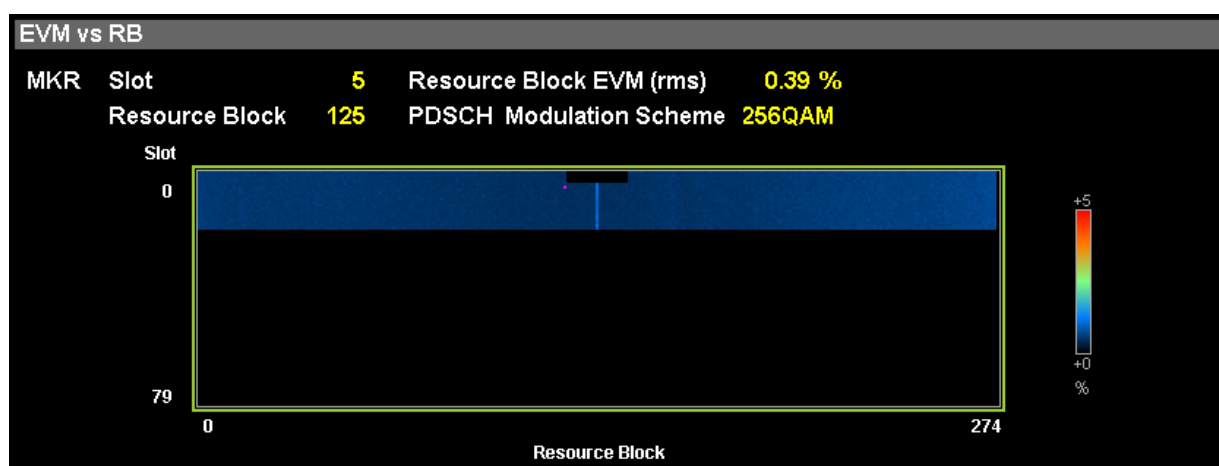 EVM vs RB
MKR Slot 5 Resource Block EVM (rms) 0.39 %
Resource Block 125 PDSCH Modulation Scheme 256QAM
Slot
0
+5
+0
%
79
0 274
Resource Block